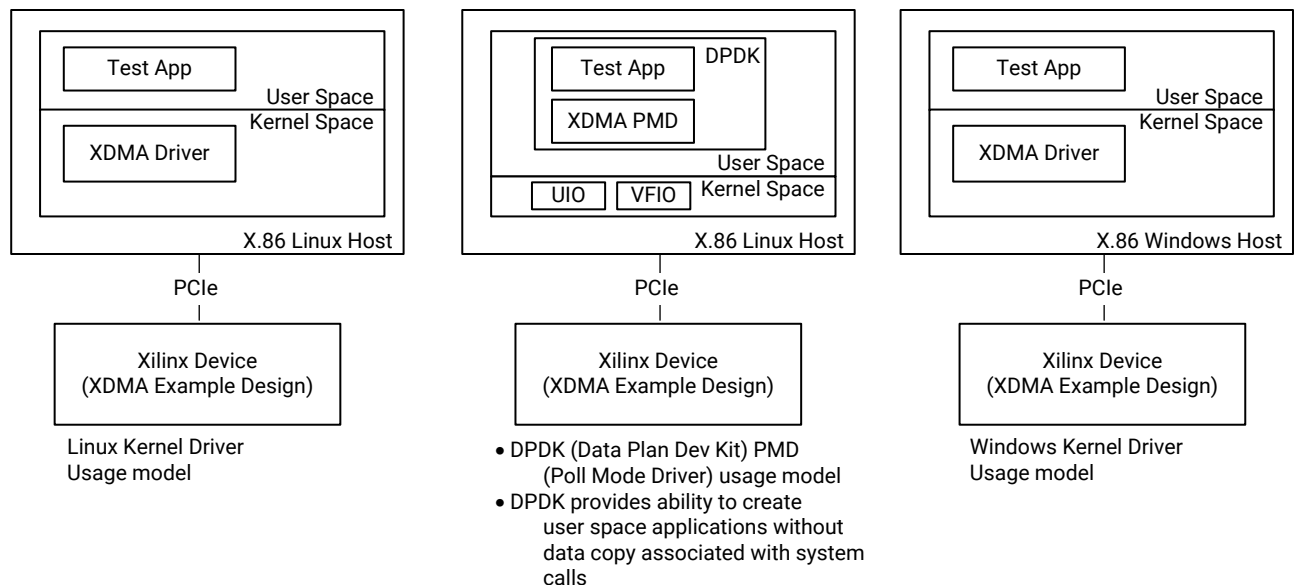 Test App
User Space
Kernel Space
XDMA Driver
X.86 Linux Host
PCIe
Xilinx Device
(XDMA Example Design)
Linux Kernel Driver
Usage model
DPDK
Test App
XDMA PMD
User Space
Kernel Space
UIO
VFIO
X.86 Linux Host
PCIe
Xilinx Device
(XDMA Example Design)
• DPDK (Data Plan Dev Kit) PMD
(Poll Mode Driver) usage model
• DPDK provides ability to create
user space applications without
data copy associated with system
calls
Test App
User Space
Kernel Space
XDMA Driver
X.86 Windows Host
PCIe
Xilinx Device
(XDMA Example Design)
Windows Kernel Driver
Usage model